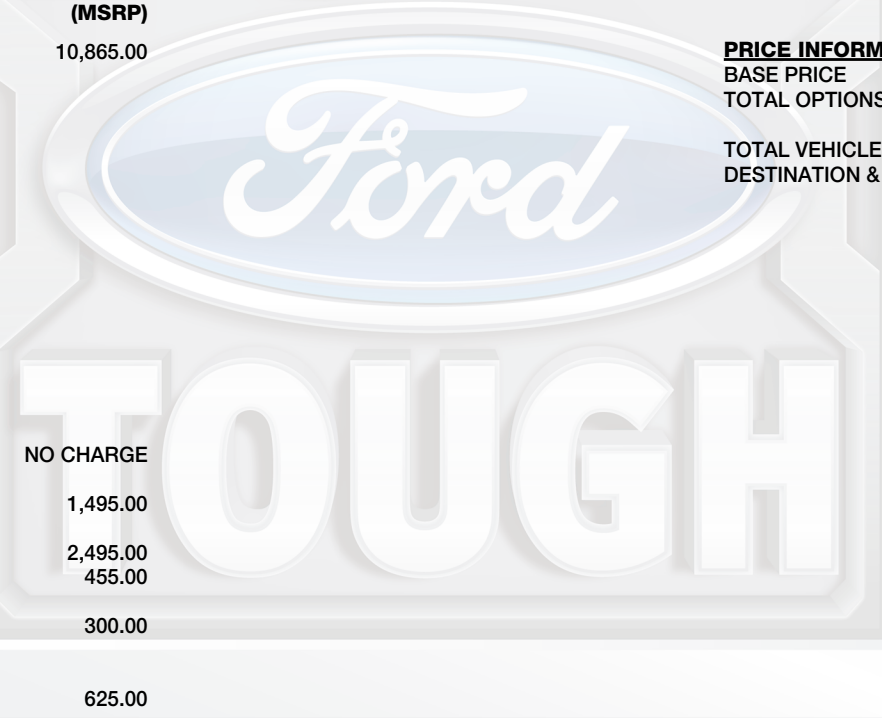 (MSRP)
10,865.00
PRICE INFORM
BASE PRICE
TOTAL OPTIONS
TOTAL VEHICLE
DESTINATION &
Ford
TOUGH
NO CHARGE
1,495.00
2,495.00
455.00
300.00
625.00